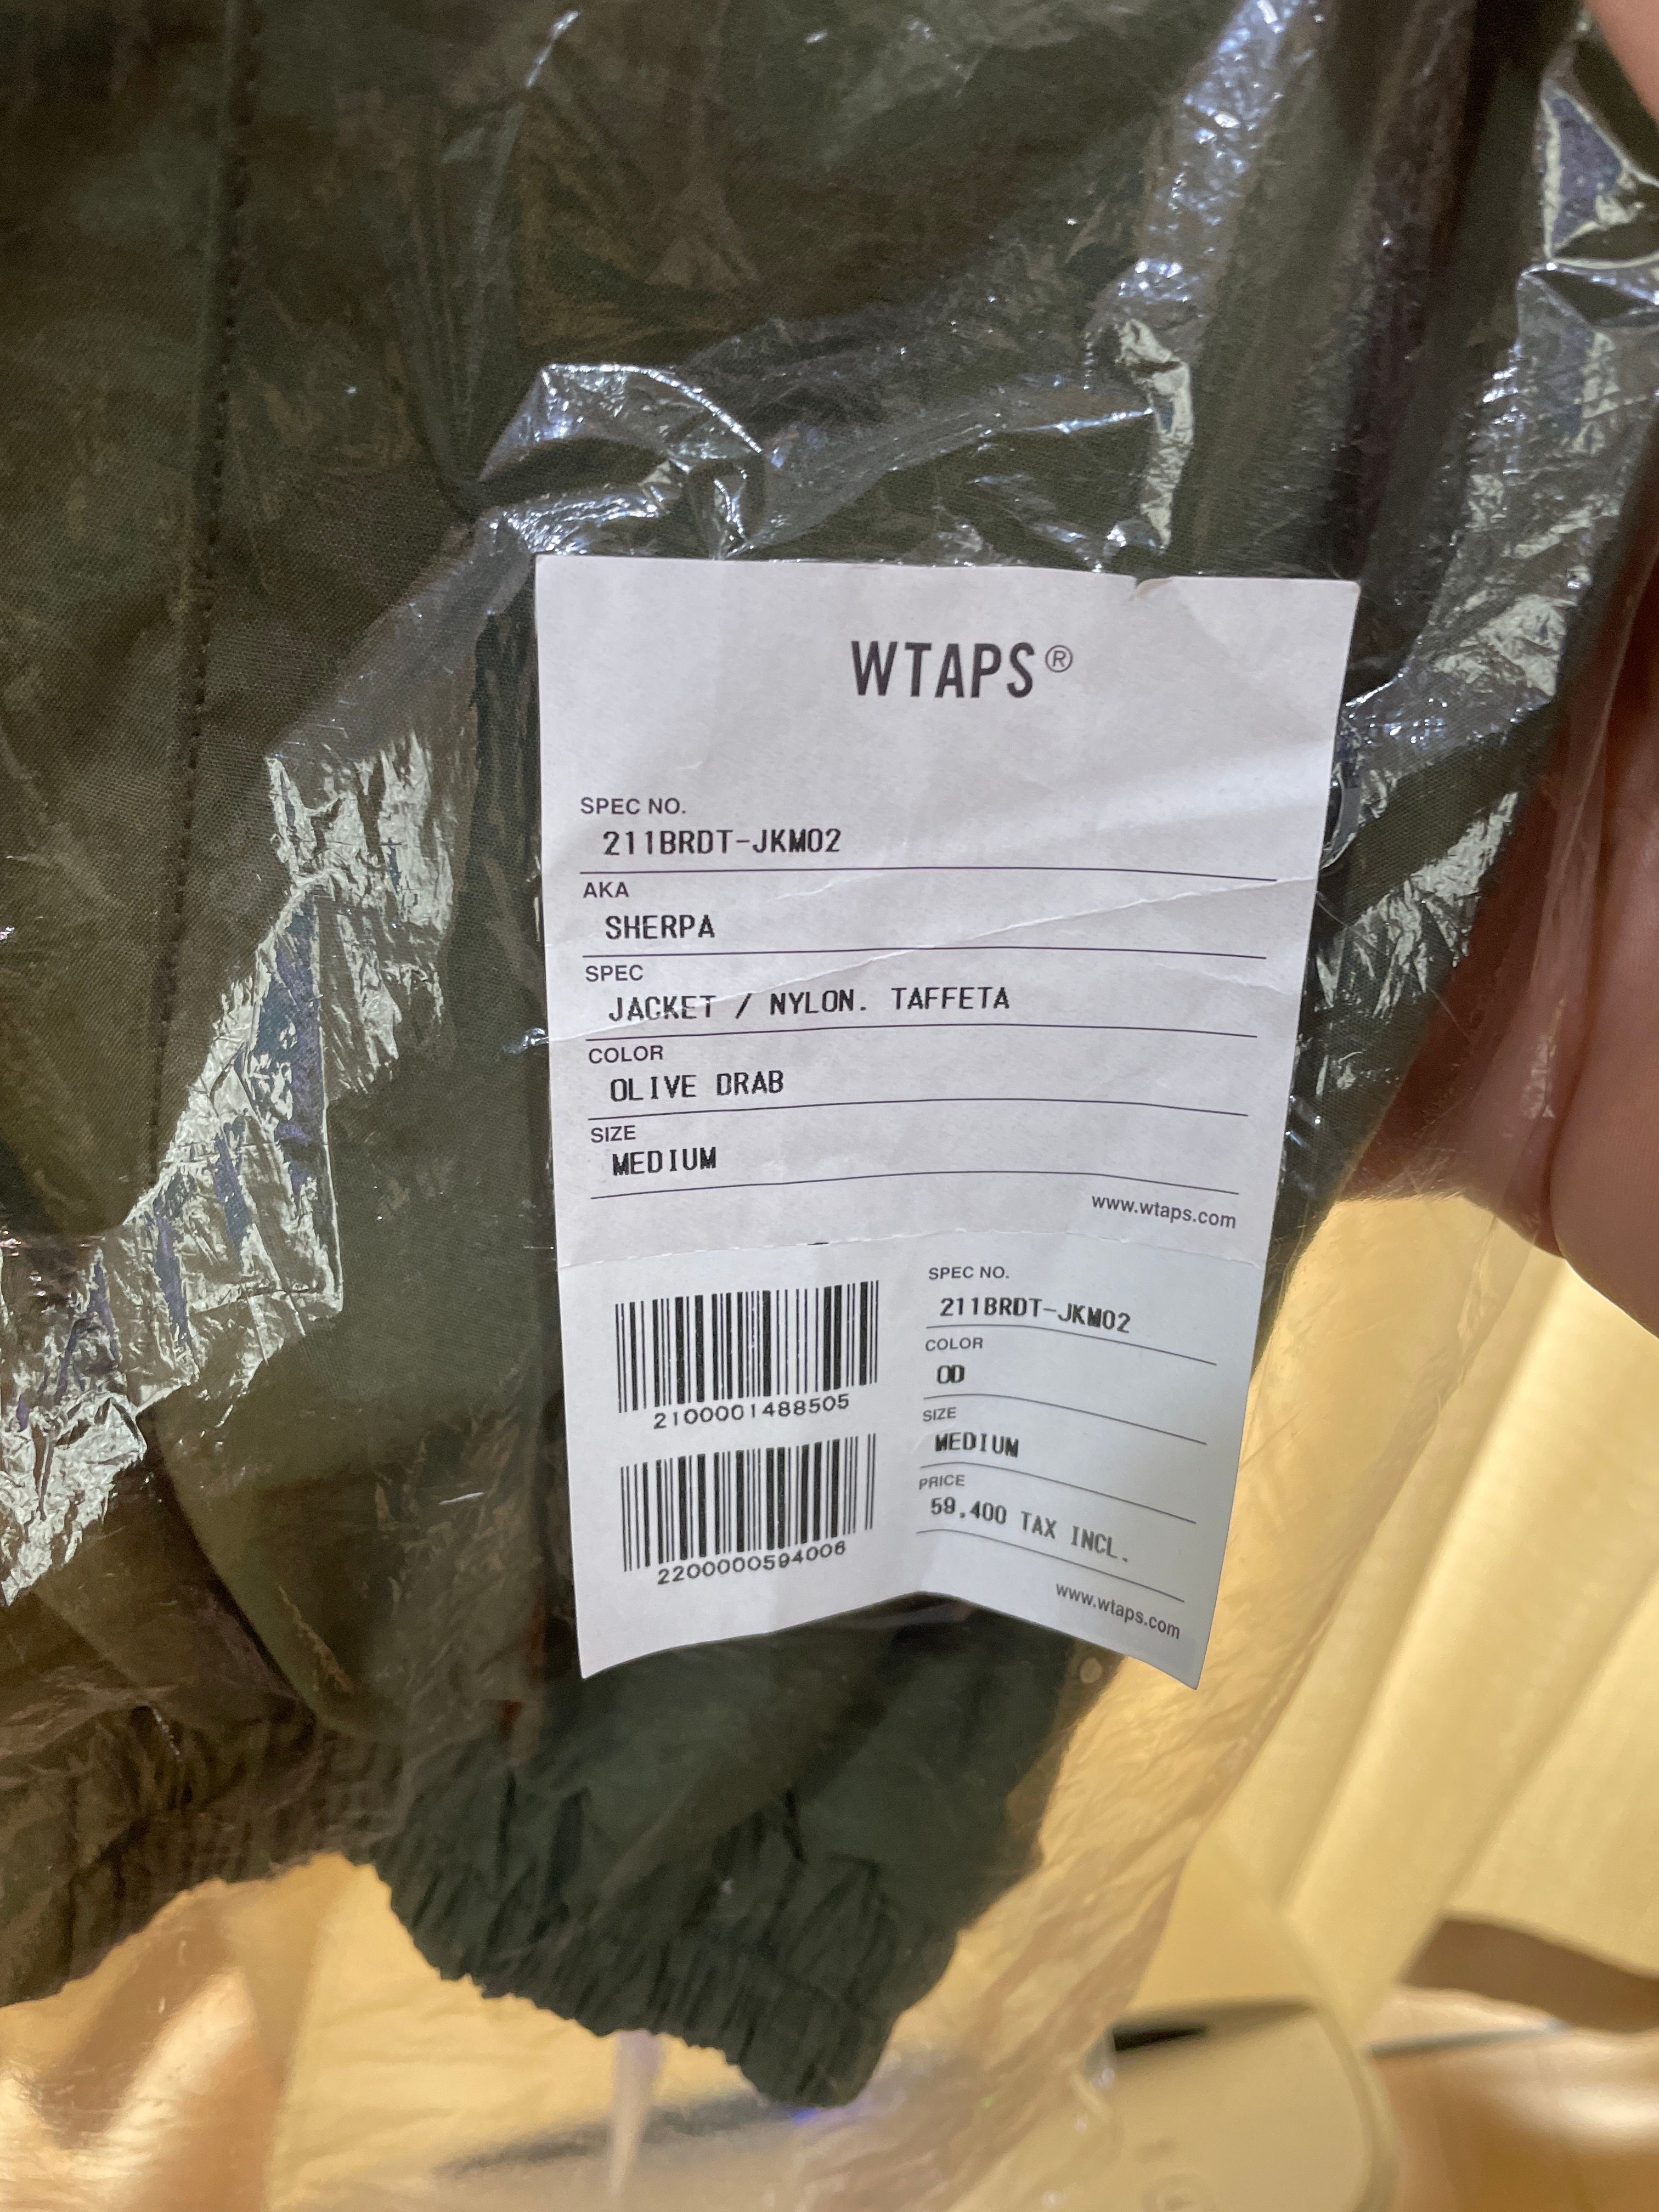 WTAPS®
SPEC NO.
211BRDT-JKM02
AKA
SHERPA
SPEC
JACKET / NYLON. TAFFETA
COLOR
OLIVE DRAB
SIZE
MEDIUM
www.wtaps.com
2100001488505
2200000594006
SPEC NO.
211BRDT-JKM02
COLOR
OD
SIZE
MEDIUM
PRICE
59,400 TAX INCL.
www.wtaps.com